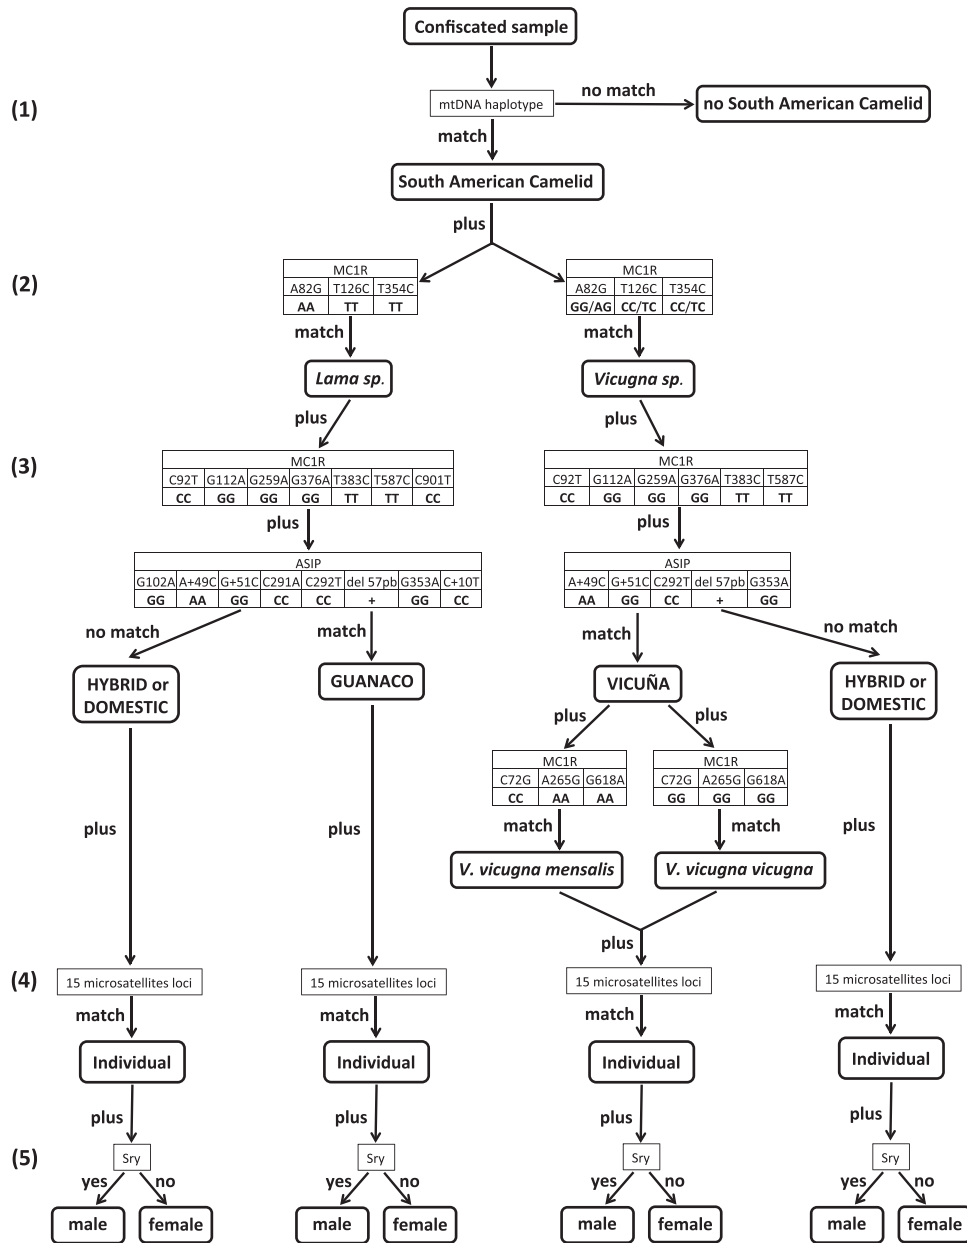 Confiscated sample
(1)
mtDNA haplotype
no match
no South American Camelid
match
South American Camelid
plus
(2)
MC1R
A82G T126C T354C
AA TT TT
MC1R
A82G T126C T354C
GG/AG CC/TC CC/TC
match
match
Lama sp.
Vicugna sp.
plus
plus
(3)
MC1R
C92T G112A G259A G376A T383C T587C C901T
CC GG GG GG TT TT CC
MC1R
C92T G112A G259A G376A T383C T587C
CC GG GG GG TT TT
plus
plus
ASIP
G102A A+49C G+51C C291A C292T del 57pb G353A C+10T
GG AA GG CC CC + GG CC
ASIP
A+49C G+51C C292T del 57pb G353A
AA GG CC + GG
no match
match
match
no match
HYBRID or
DOMESTIC
GUANACO
VICUÑA
HYBRID or
DOMESTIC
plus
plus
MC1R
C72G A265G G618A
CC AA AA
MC1R
C72G A265G G618A
GG GG GG
plus
plus
match
match
plus
V. vicugna mensalis
V. vicugna vicugna
plus
(4)
15 microsatellites loci
15 microsatellites loci
15 microsatellites loci
15 microsatellites loci
match
match
match
match
Individual
Individual
Individual
Individual
plus
plus
plus
plus
(5)
Sry
Sry
Sry
Sry
yes no
yes no
yes no
yes no
male female
male female
male female
male female